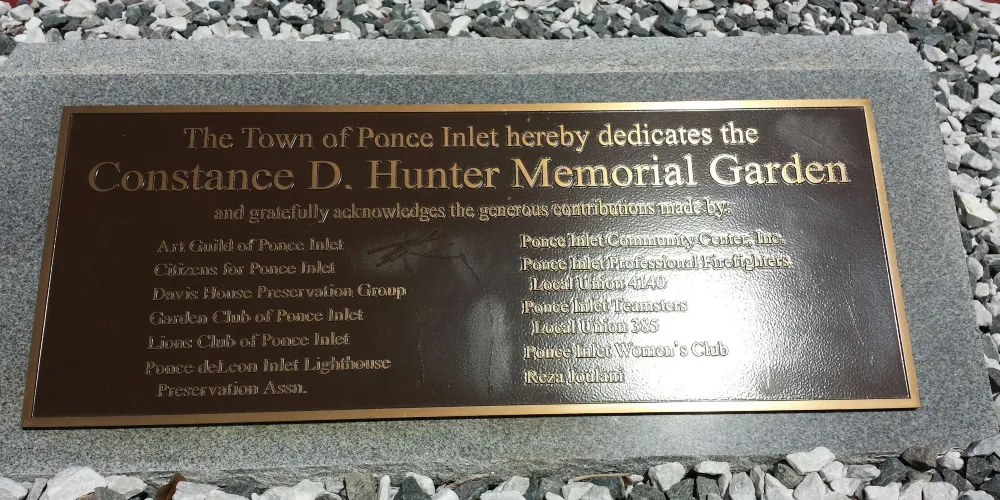 The Town of Ponce Inlet hereby dedicates the
Constance D. Hunter Memorial Garden
and gratefully acknowledges the generous contributions made by:
Art Guild of Ponce Inlet
Citizens for Ponce Inlet
Davis House Preservation Group
Garden Club of Ponce Inlet
Lions Club of Ponce Inlet
Ponce deLeon Inlet Lighthouse
Preservation Assn.
Ponce Inlet Community Center, Inc.
Ponce Inlet Professional Firefighters
Local Union 4140
Ponce Inlet Teamsters
Local Union 385
Ponce Inlet Women's Club
Reza Joulani